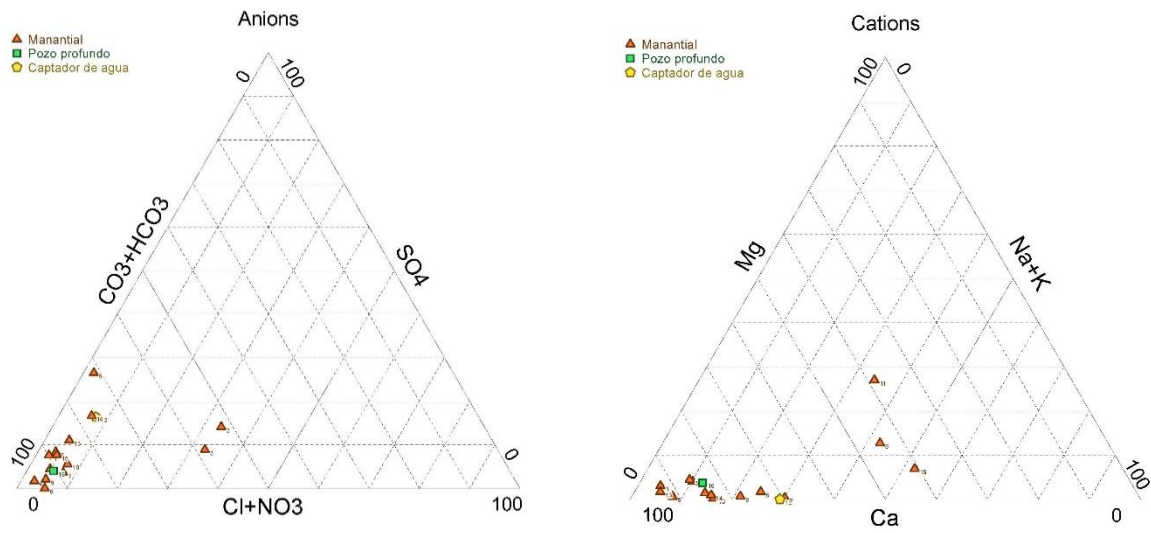 Anions
Manantial
Pozo profundo
Captador de agua
0
100
CO3+HCO3
SO4
100
0
0
Cl+NO3
100
Cations
Manantial
Pozo profundo
Captador de agua
100
0
Mg
Na+K
0
100
100
Ca
0
11